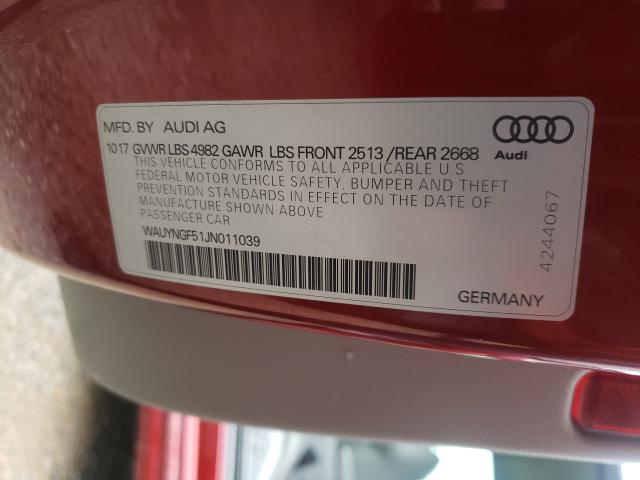 MFD. BY AUDI AG
10 17 GVWR LBS 4982 GAWR LBS FRONT 2513 / REAR 2668
THIS VEHICLE CONFORMS TO ALL APPLICABLE U.S.
FEDERAL MOTOR VEHICLE SAFETY, BUMPER AND THEFT
PREVENTION STANDARDS IN EFFECT ON THE DATE OF
MANUFACTURE SHOWN ABOVE
PASSENGER CAR
WAUYNGF51JN011039
Audi
4244067
GERMANY